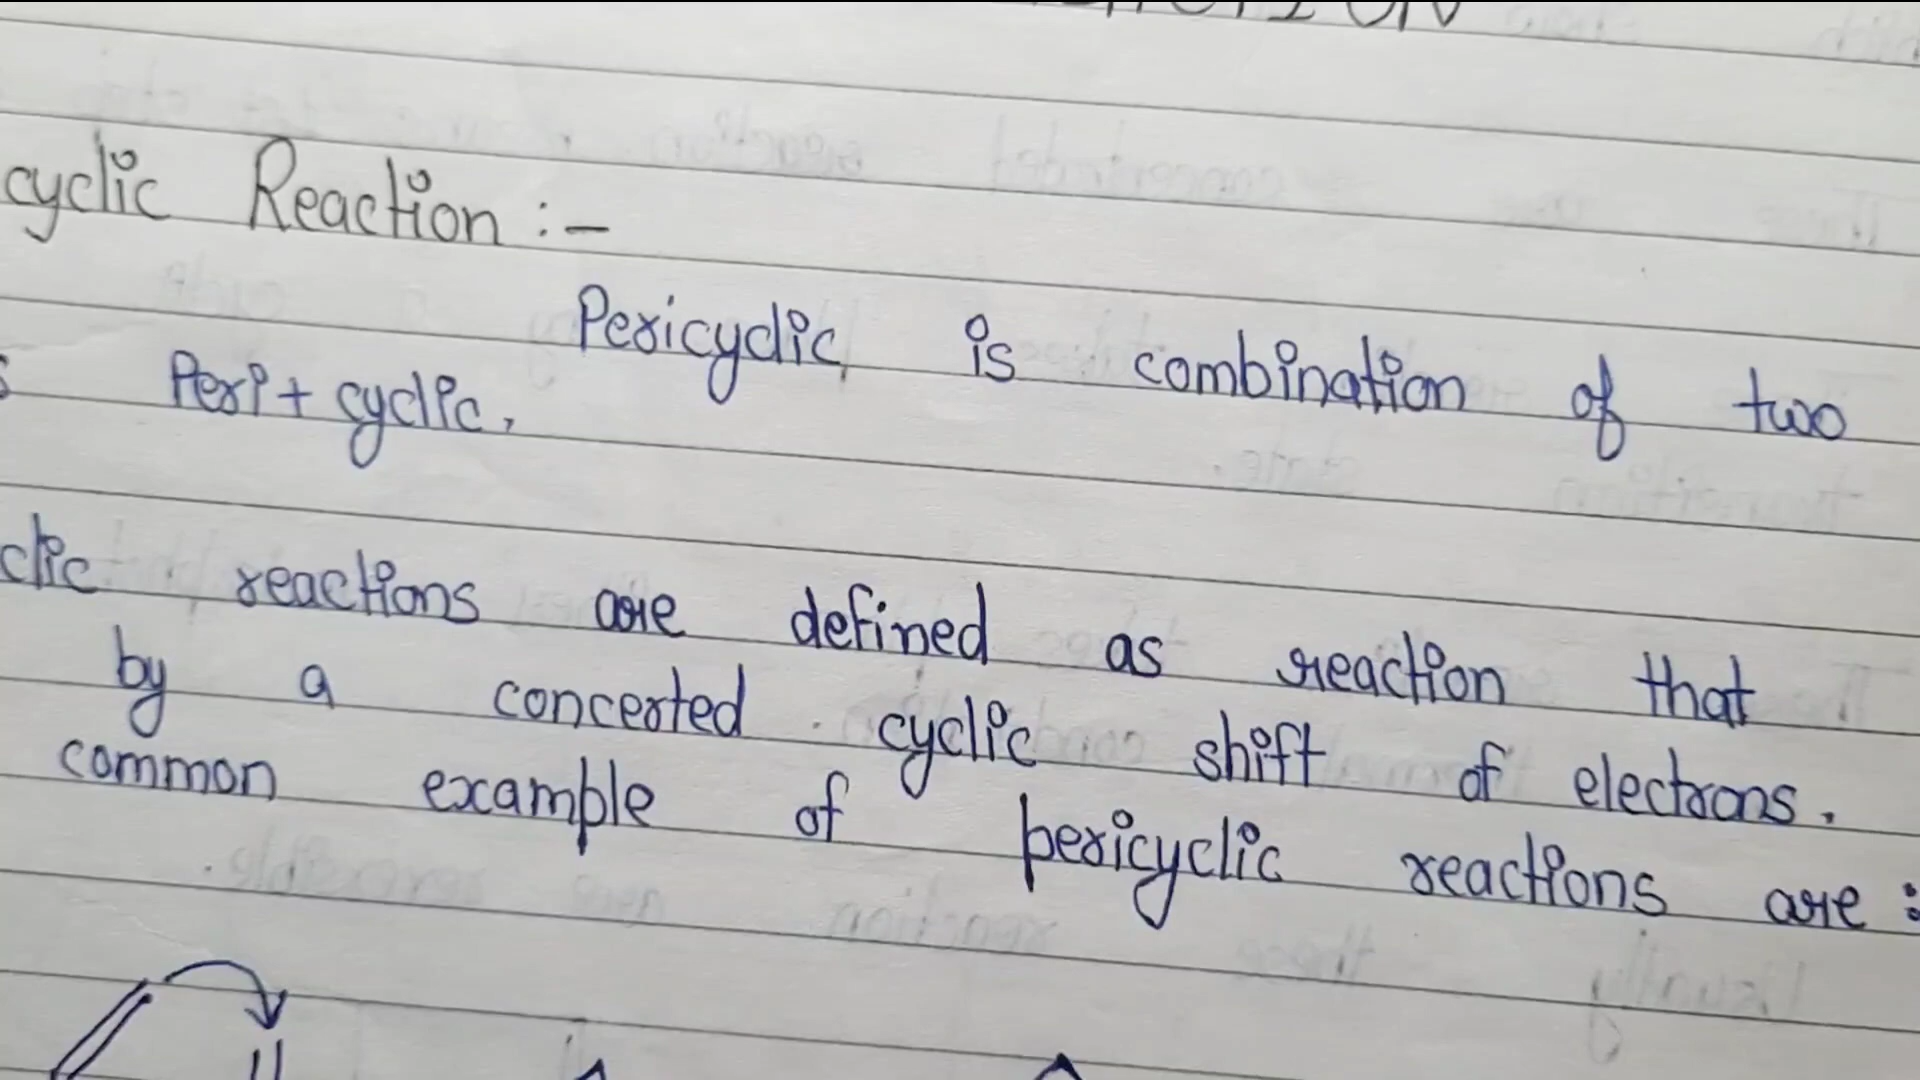 cyclic Reaction :-
Pericyclic is combination of two
Peri + cyclic.
clic reactions are defined as reaction that
by a concerted cyclic shift of electrons.
common example of pericyclic reactions are :